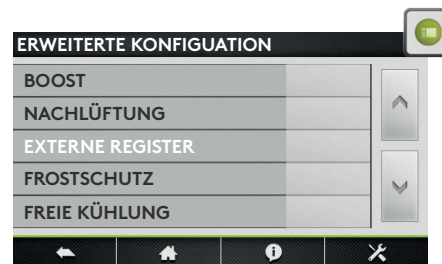 ERWEITERTE KONFIGUATION
BOOST
NACHLÜFTUNG
EXTERNE REGISTER
FROSTSCHUTZ
FREIE KÜHLUNG